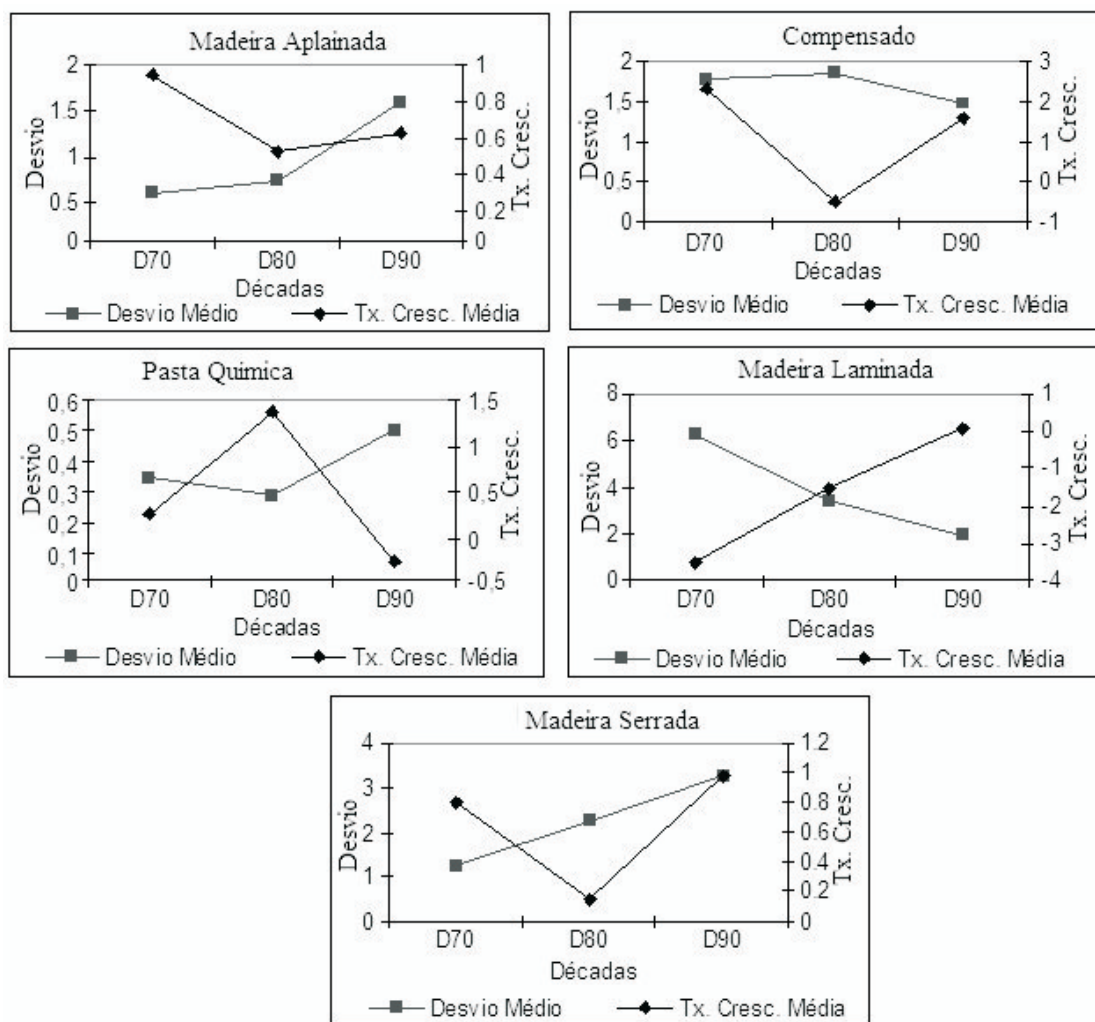 Madeira Aplainada
2
1.5
1
0.5
0
Desvio
1
0.8
0.6
0.4
0.2
0
Tx. Cresc.
D70 D80 D90
Décadas
Desvio Médio Tx. Cresc. Média
Compensado
2
1,5
1
0,5
0
Desvio
3
2
1
0
-1
Tx. Cresc.
D70 D80 D90
Décadas
Desvio Médio Tx. Cresc. Média
Pasta Quimica
0,6
0,5
0,4
0,3
0,2
0,1
0
Desvio
1,5
1
0,5
0
-0,5
Tx. Cresc.
D70 D80 D90
Décadas
Desvio Médio Tx. Cresc. Média
Madeira Laminada
8
6
4
2
0
Desvio
1
0
-1
-2
-3
-4
Tx. Cresc.
D70 D80 D90
Décadas
Desvio Médio Tx. Cresc. Média
Madeira Serrada
4
3
2
1
0
Desvio
1.2
1
0.8
0.6
0.4
0.2
0
Tx. Cresc.
D70 D80 D90
Décadas
Desvio Médio Tx. Cresc. Média